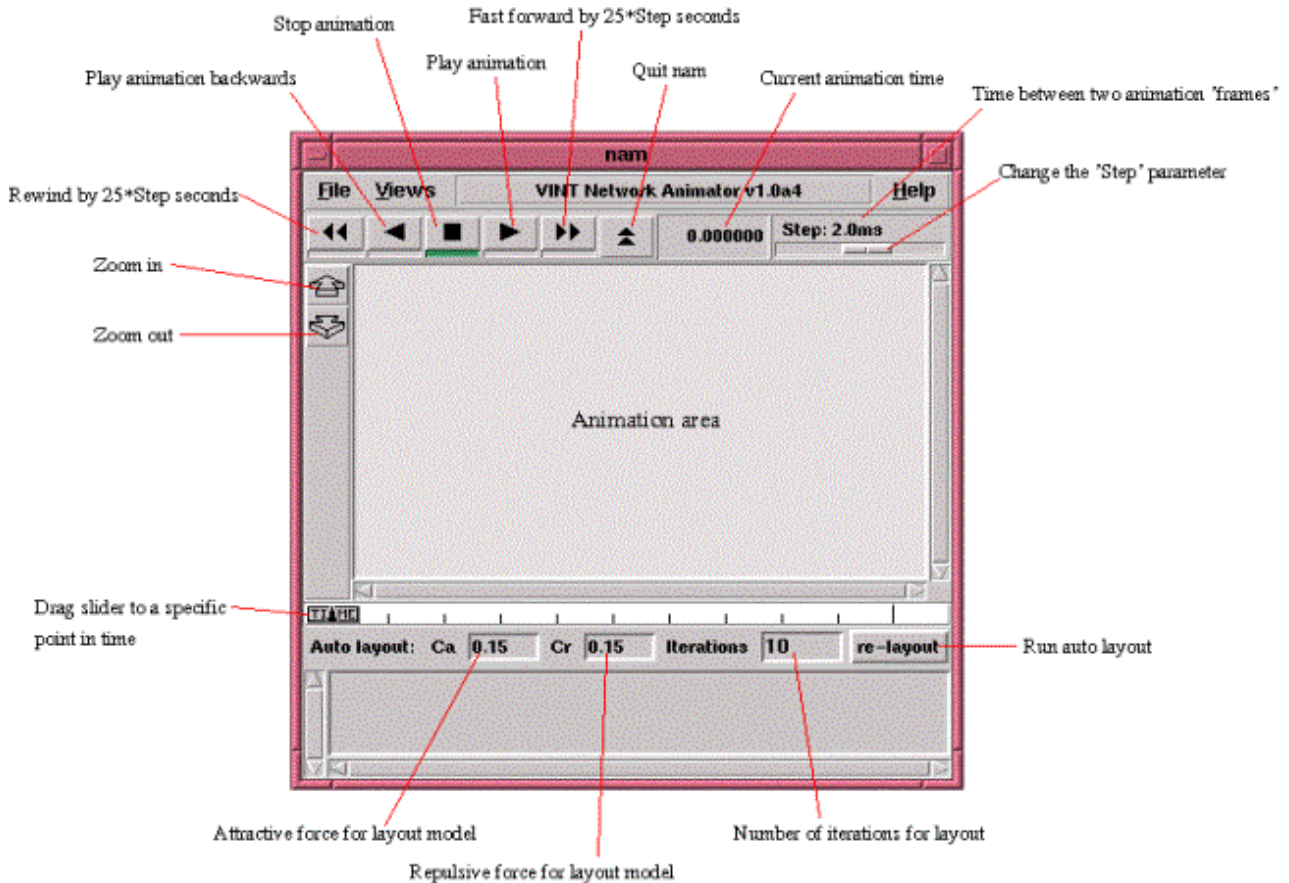 Fast forward by 25*Step seconds
Stop animation
Play animation
Quit nam
Play animation backwards
Current animation time
Time between two animation "frames"
nam
Change the "Step" parameter
File Views VINT Network Animator v1.0a4 Help
Rewind by 25*Step seconds
0.000000 Step: 2.0ms
Zoom in
Zoom out
Animation area
Drag slider to a specific
point in time
TIME
Auto layout: Ca 0.15 Cr 0.15 Iterations 10 re-layout
Run auto layout
Attractive force for layout model
Number of iterations for layout
Repulsive force for layout model